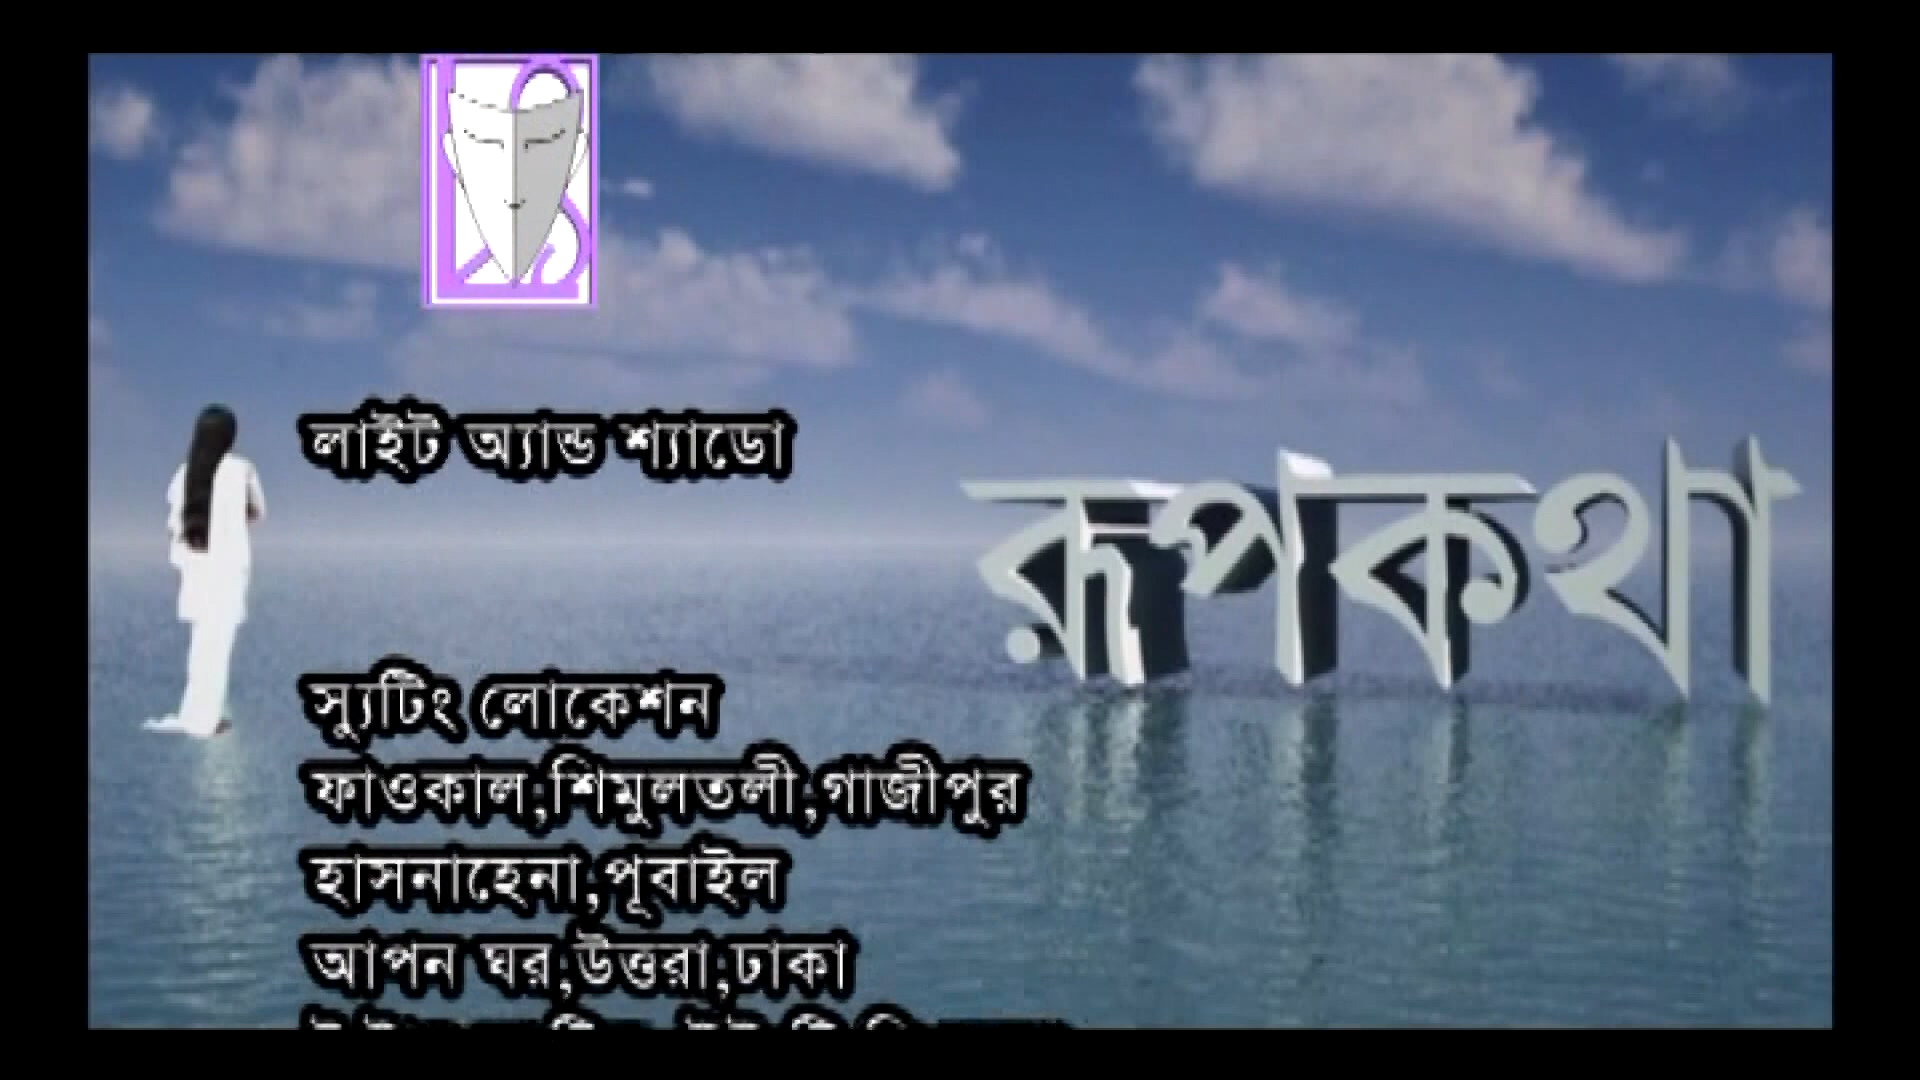 লাইট অ্যান্ড শ্যাডো
রূপকথা
স্যুটিং লোকেশন
ফাওকাল,শিমুলতলী,গাজীপুর
হাসনাহেনা,পূবাইল
আপন ঘর,উত্তরা,ঢাকা